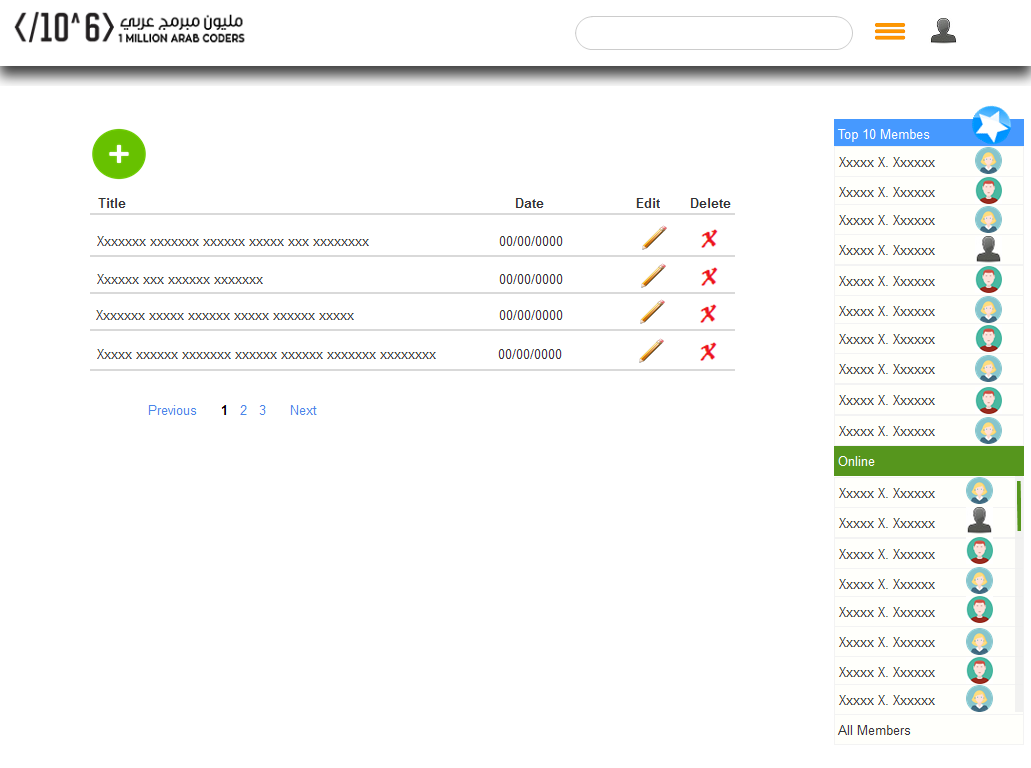 </10^6> مليون مبرمج عربي
1 MILLION ARAB CODERS
Title Date Edit Delete
Xxxxxxx xxxxxxx xxxxxx xxxxx xxx xxxxxxxx 00/00/0000
Xxxxxx xxx xxxxxx xxxxxxx 00/00/0000
Xxxxxxx xxxxx xxxxxx xxxxx xxxxxx xxxxx 00/00/0000
Xxxxx xxxxxx xxxxxxx xxxxxx xxxxxx xxxxxxx xxxxxxxx 00/00/0000
Previous 1 2 3 Next
Top 10 Membes
Xxxxx X. Xxxxxx
Xxxxx X. Xxxxxx
Xxxxx X. Xxxxxx
Xxxxx X. Xxxxxx
Xxxxx X. Xxxxxx
Xxxxx X. Xxxxxx
Xxxxx X. Xxxxxx
Xxxxx X. Xxxxxx
Xxxxx X. Xxxxxx
Xxxxx X. Xxxxxx
Online
Xxxxx X. Xxxxxx
Xxxxx X. Xxxxxx
Xxxxx X. Xxxxxx
Xxxxx X. Xxxxxx
Xxxxx X. Xxxxxx
Xxxxx X. Xxxxxx
Xxxxx X. Xxxxxx
Xxxxx X. Xxxxxx
All Members